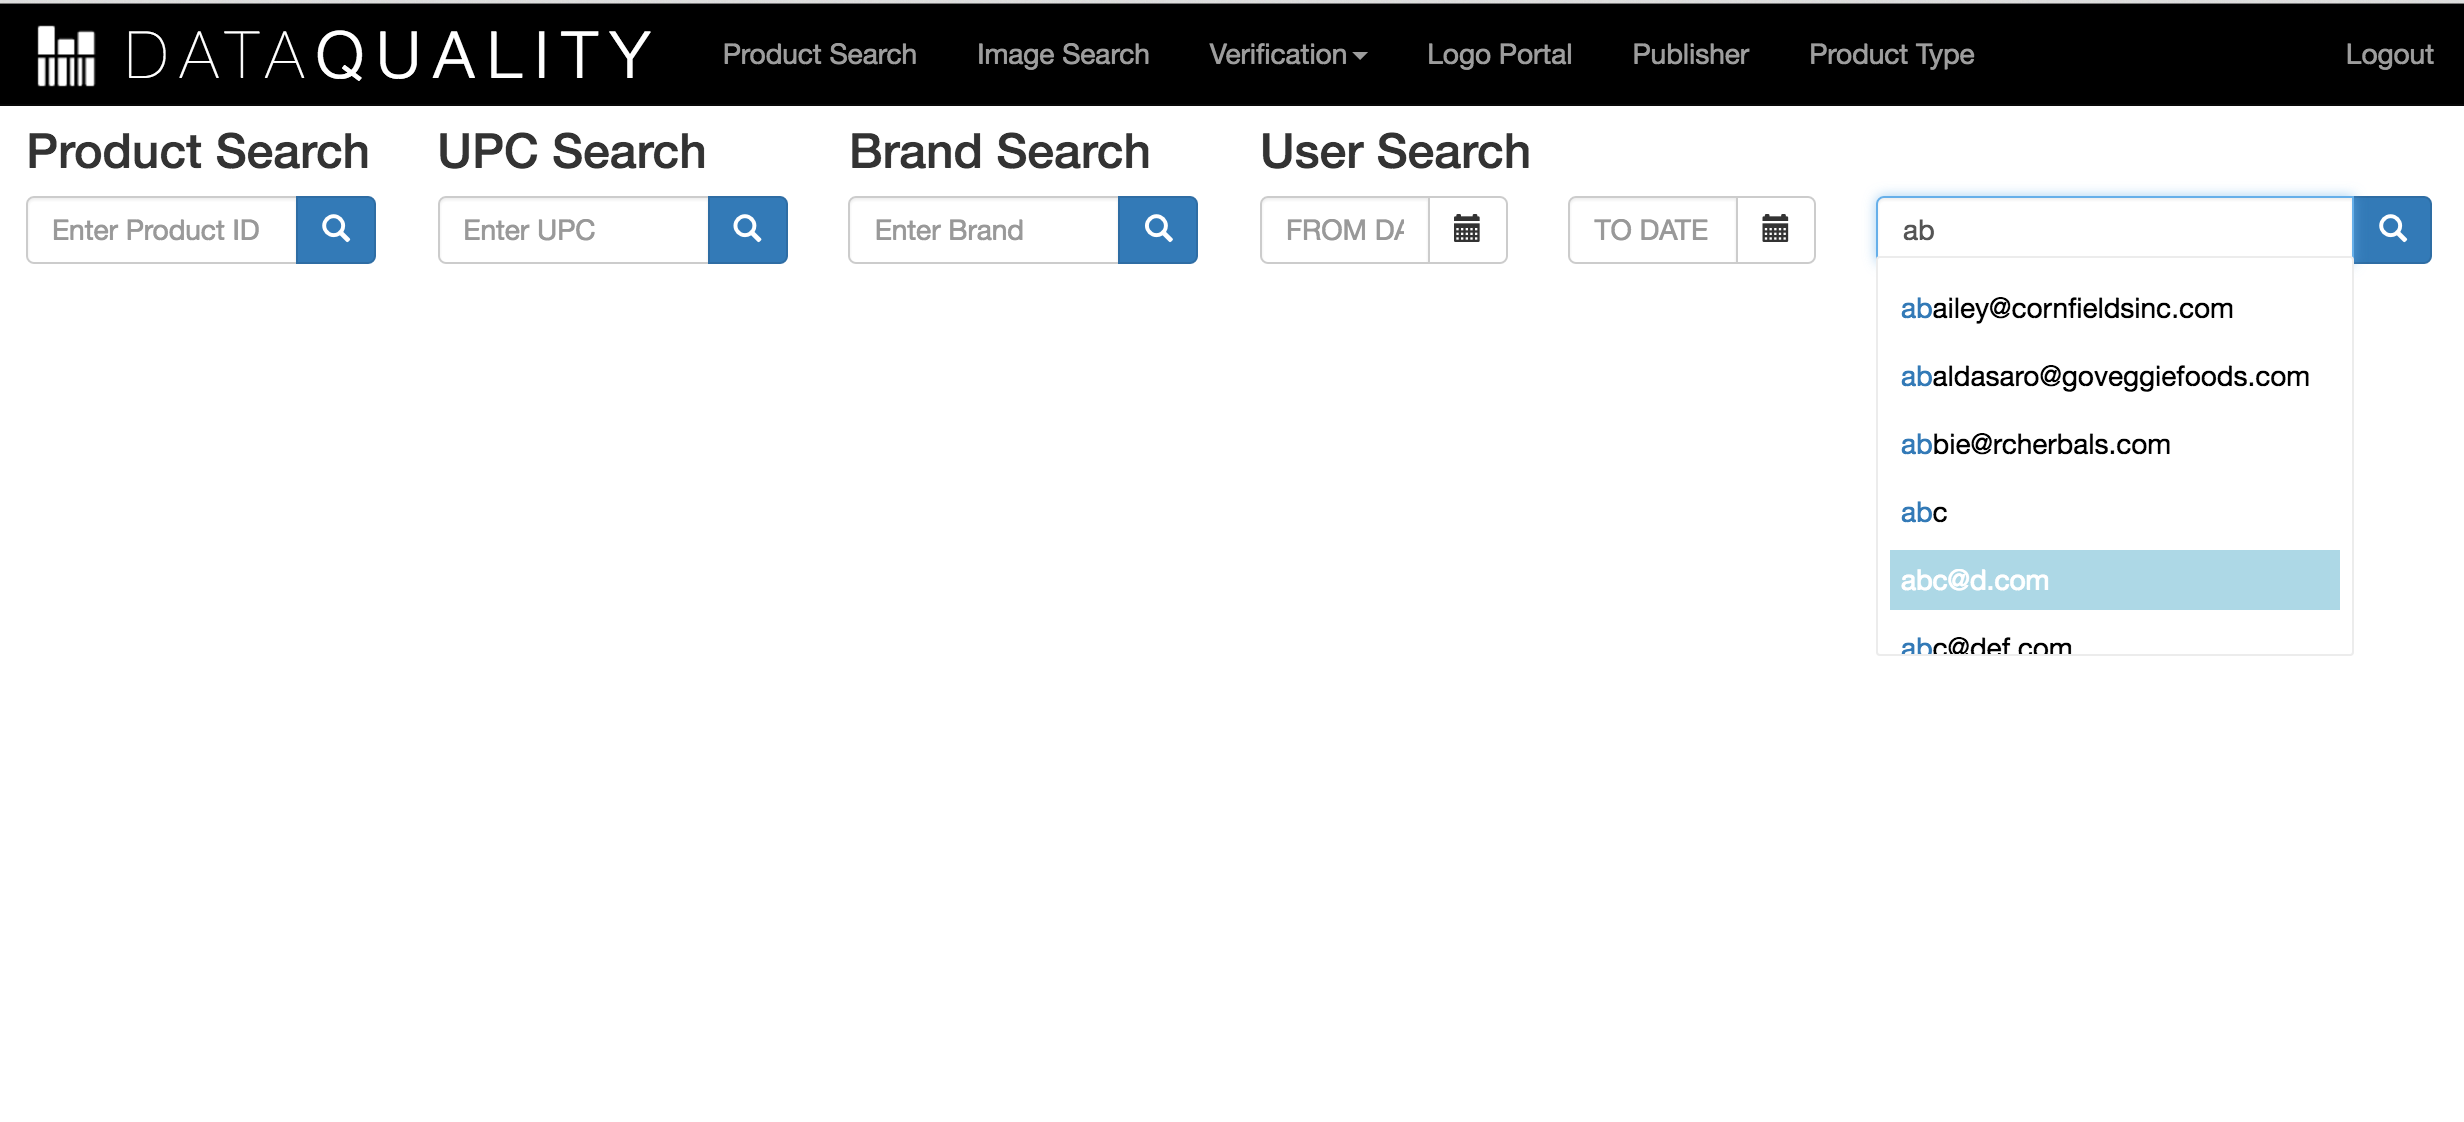 DATAQUALITY Product Search Image Search Verification Logo Portal Publisher Product Type Logout
Product Search UPC Search Brand Search User Search
Enter Product ID Enter UPC Enter Brand FROM DA TO DATE ab
abailey@cornfieldsinc.com
abaldasaro@goveggiefoods.com
abbie@rcherbals.com
abc
abc@d.com
abc@def.com